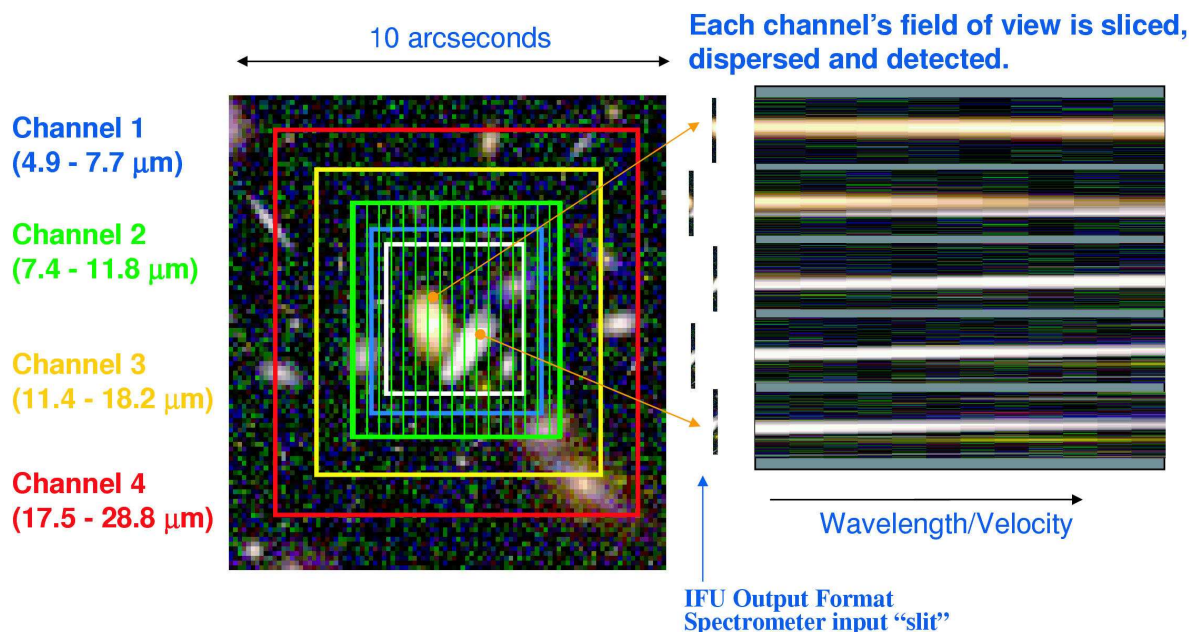 10 arcseconds
Each channel's field of view is sliced,
dispersed and detected.
Channel 1
(4.9 - 7.7 μm)
Channel 2
(7.4 - 11.8 μm)
Channel 3
(11.4 - 18.2 μm)
Channel 4
(17.5 - 28.8 μm)
Wavelength/Velocity
IFU Output Format
Spectrometer input “slit”